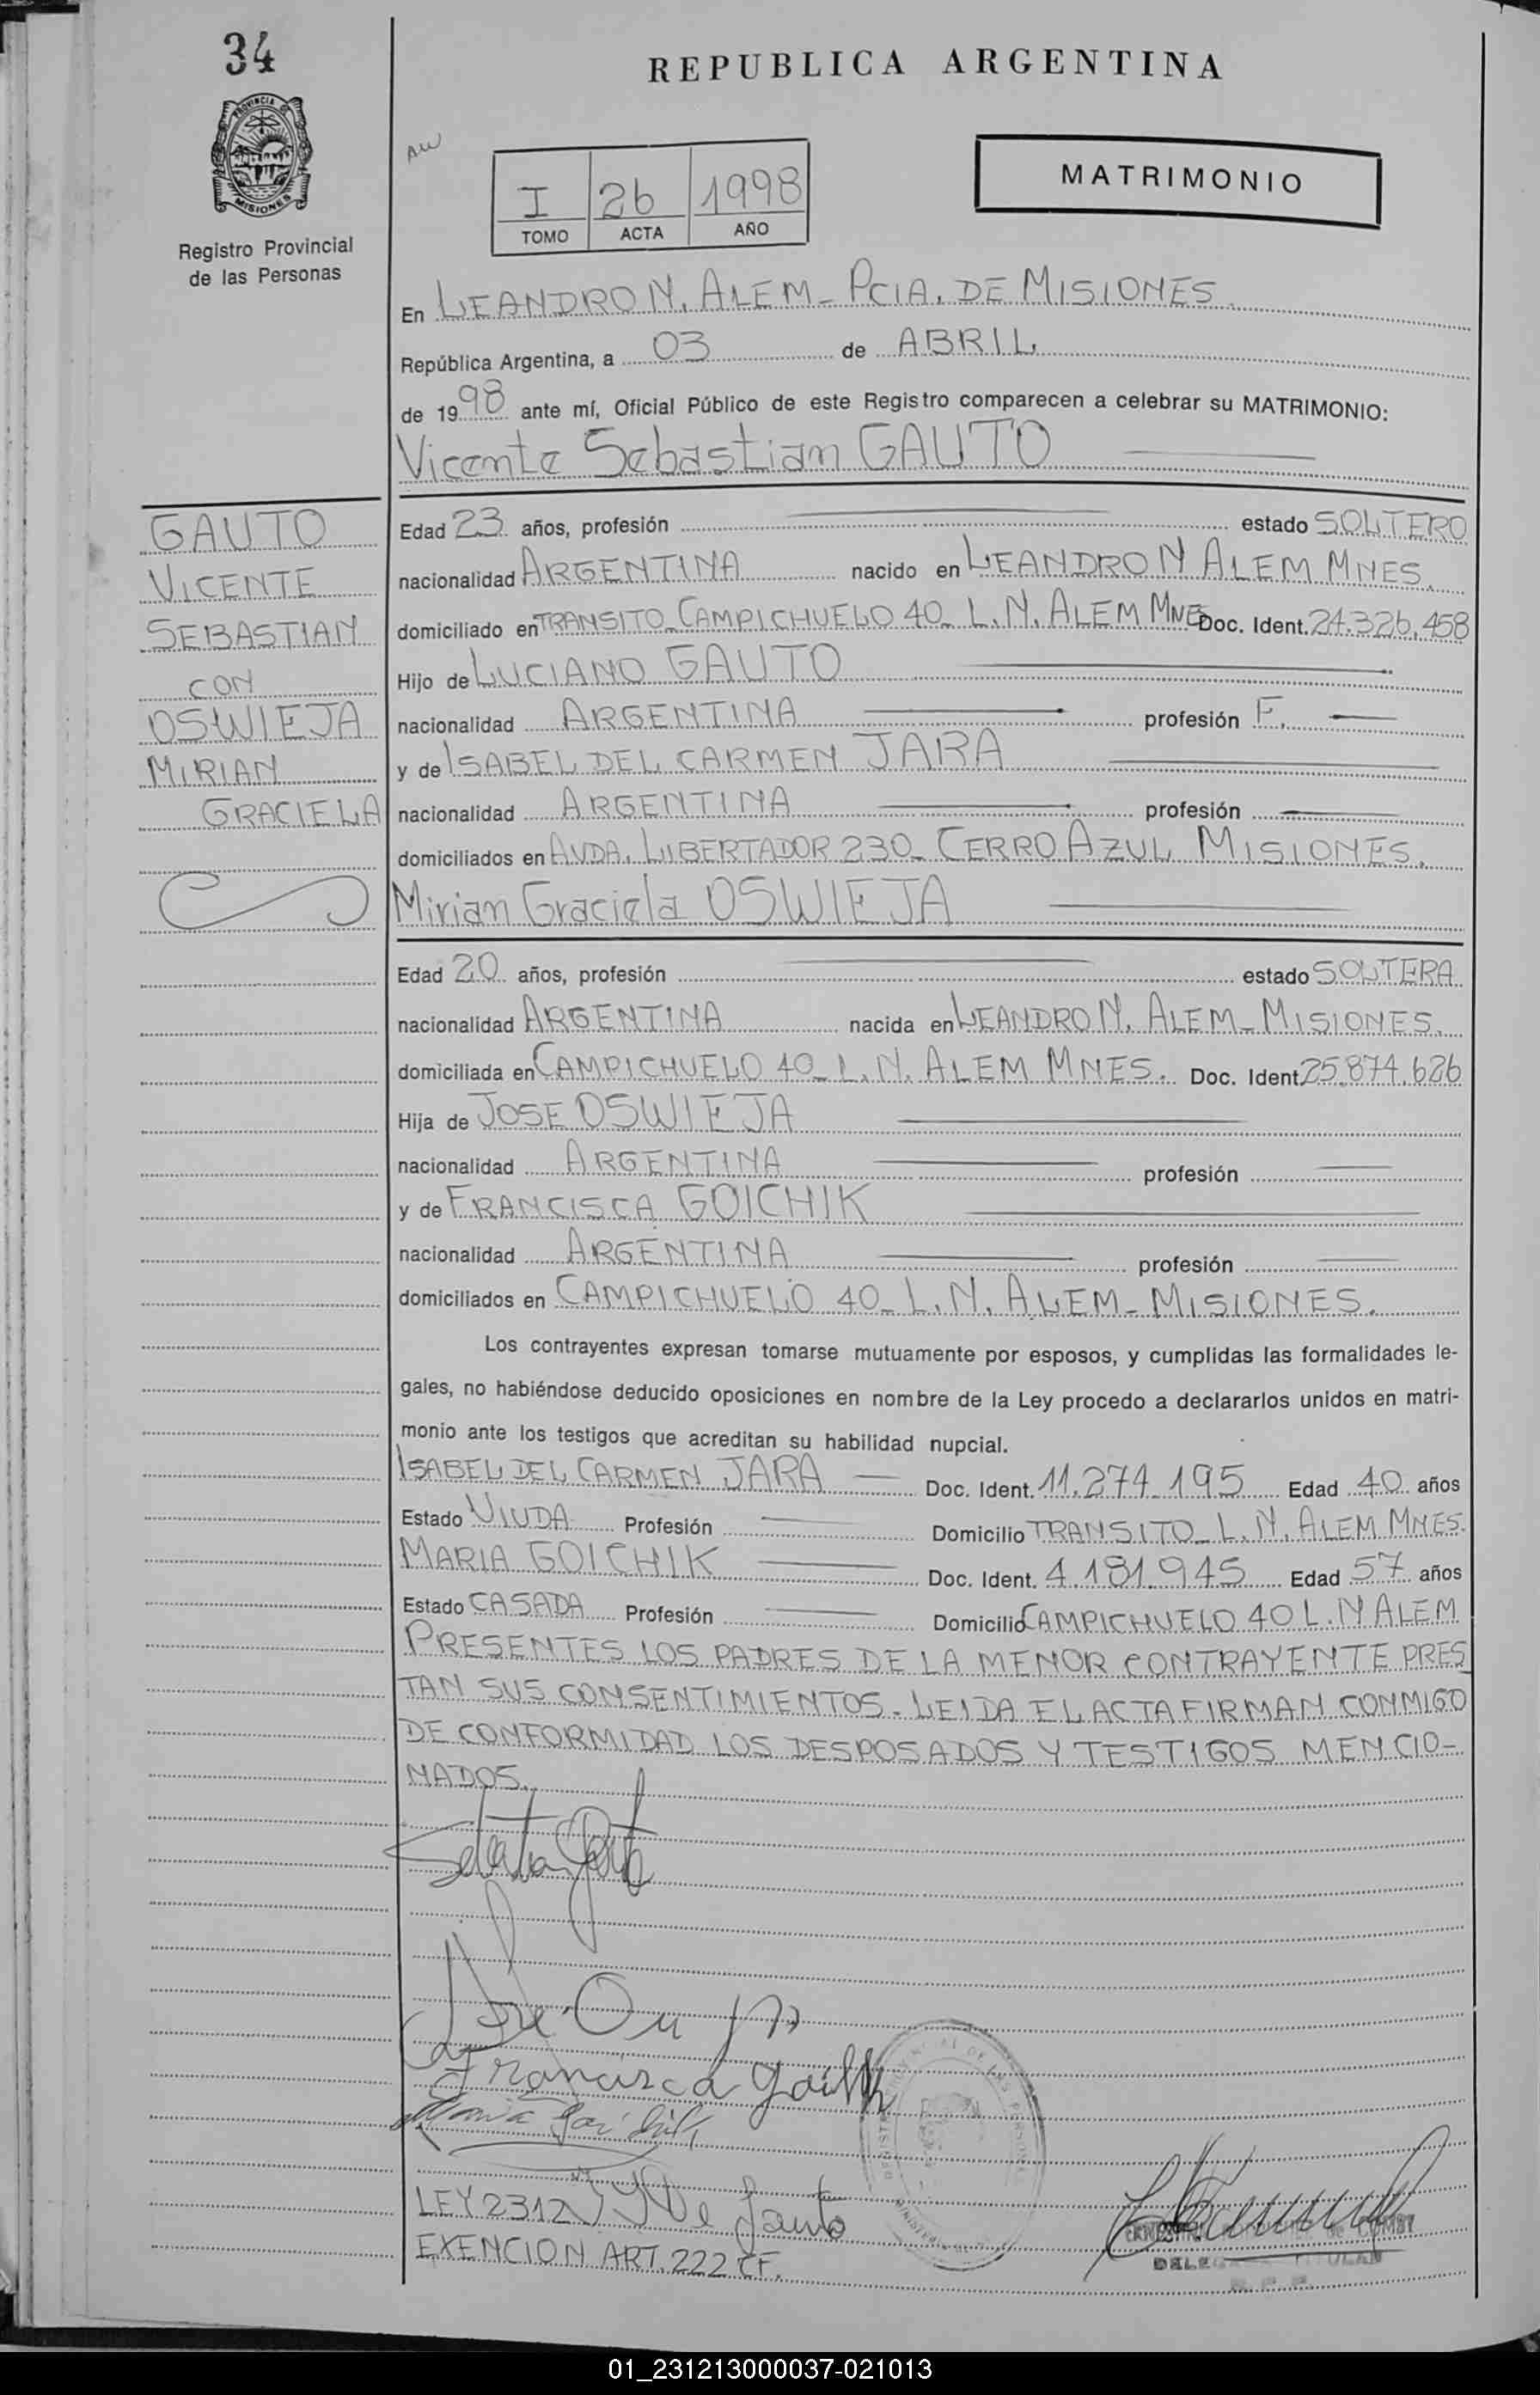 34
REPUBLICA ARGENTINA
PROVINCIA DE
MISIONES
Registro Provincial
de las Personas
AW
I 26 1998
TOMO ACTA AÑO
MATRIMONIO
En LEANDRO N. ALEM - PCIA. DE MISIONES.
República Argentina, a 03 de ABRIL
de 1998 ante mí, Oficial Público de este Registro comparecen a celebrar su MATRIMONIO:
Vicente Sebastian GAUTO
GAUTO
VICENTE
SEBASTIAN
CON
OSWIEJA
MIRIAN
GRACIELA
Edad 23 años, profesión estado SOLTERO
nacionalidad ARGENTINA nacido en LEANDRO N ALEM MNES.
domiciliado en TRANSITO - CAMPICHUELO 40 - L.N. ALEM MNES Doc. Ident. 24.326.458
Hijo de LUCIANO GAUTO
nacionalidad ARGENTINA profesión F.
y de ISABEL DEL CARMEN JARA
nacionalidad ARGENTINA profesión
domiciliados en AVDA. LIBERTADOR 230 - CERRO AZUL MISIONES.
Mirian Graciela OSWIEJA
Edad 20 años, profesión estado SOLTERA
nacionalidad ARGENTINA nacida en LEANDRO N. ALEM - MISIONES.
domiciliada en CAMPICHUELO 40 - L.N. ALEM MNES. Doc. Ident. 25.874.626
Hija de JOSE OSWIEJA
nacionalidad ARGENTINA profesión
y de FRANCISCA GOICHIK
nacionalidad ARGENTINA profesión
domiciliados en CAMPICHUELO 40 - L.N. ALEM - MISIONES.
Los contrayentes expresan tomarse mutuamente por esposos, y cumplidas las formalidades le-
gales, no habiéndose deducido oposiciones en nombre de la Ley procedo a declararlos unidos en matri-
monio ante los testigos que acreditan su habilidad nupcial.
ISABEL DEL CARMEN JARA Doc. Ident. 11.274.195 Edad 40 años
Estado VIUDA Profesión Domicilio TRANSITO - L.N. ALEM MNES.
MARIA GOICHIK Doc. Ident. 4.181.945 Edad 57 años
Estado CASADA Profesión Domicilio CAMPICHUELO 40 L.N ALEM
PRESENTES LOS PADRES DE LA MENOR CONTRAYENTE PRES
TAN SUS CONSENTIMIENTOS. LEIDA EL ACTA FIRMAN CONMIGO
DE CONFORMIDAD LOS DESPOSADOS Y TESTIGOS MENCIO-
NADOS.
Francisca
LEY 2312
de Gauto
EXENCION ART. 222 CF.
01_231213000037-021013